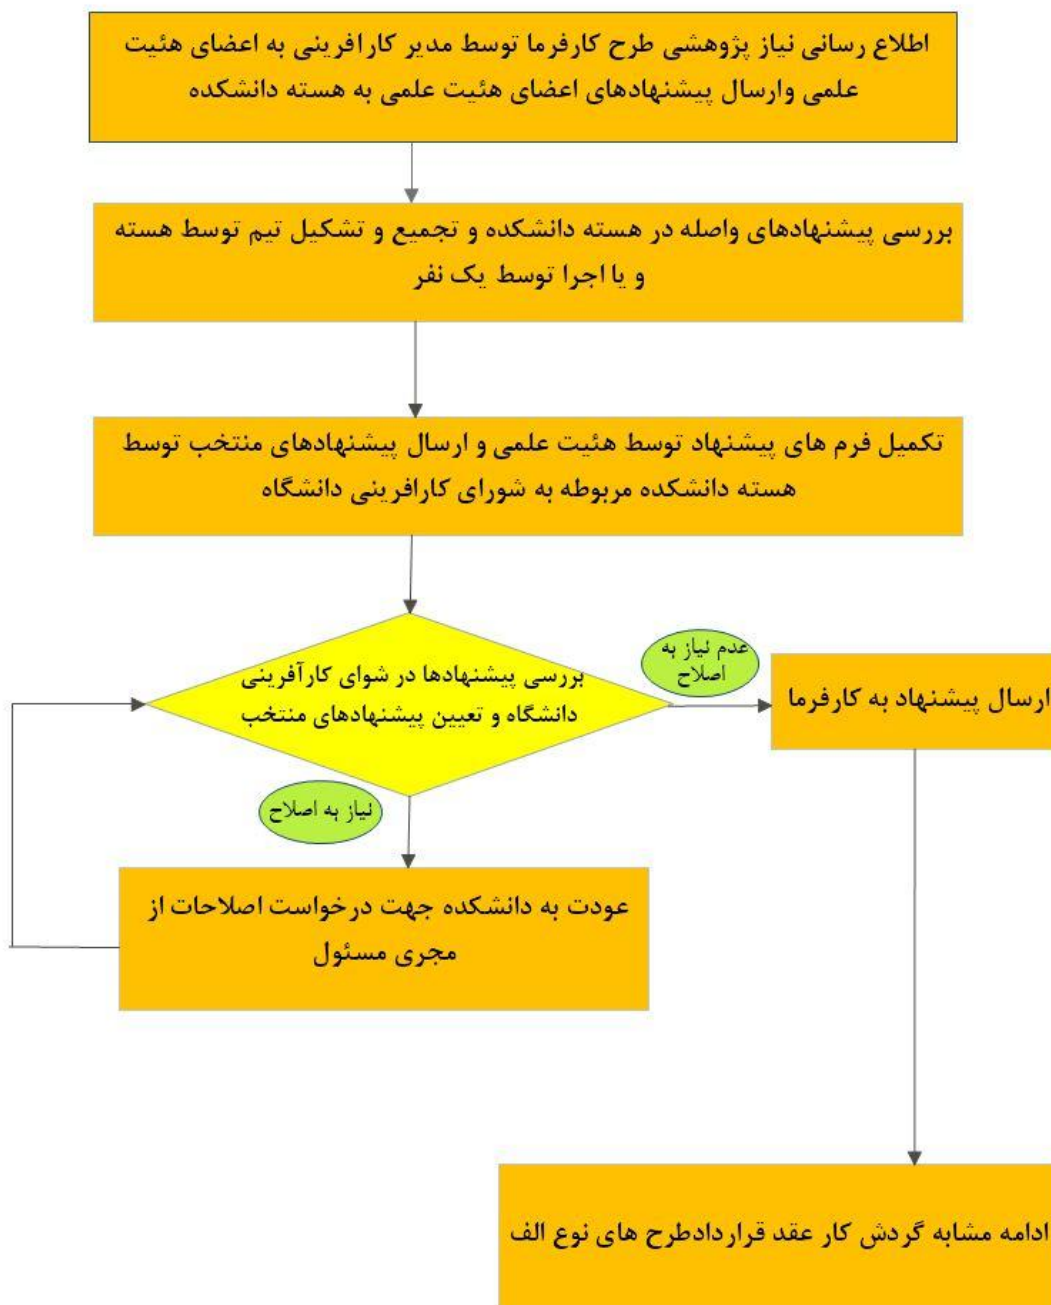 اطلاع رسانی نیاز پژوهشی طرح کارفرما توسط مدیر کارافرینی به اعضای هئیت
علمی وارسال پیشنهادهای اعضای هئیت علمی به هسته دانشکده
بررسی پیشنهادهای واصله در هسته دانشکده و تجمیع و تشکیل تیم توسط هسته
و یا اجرا توسط یک نفر
تکمیل فرم های پیشنهاد توسط هئیت علمی و ارسال پیشنهادهای منتخب توسط
هسته دانشکده مربوطه به شورای کارافرینی دانشگاه
بررسی پیشنهادها در شوای کارآفرینی
دانشگاه و تعیین پیشنهادهای منتخب
عدم نیاز به
اصلاح
ارسال پیشنهاد به کارفرما
نیاز به اصلاح
عودت به دانشکده جهت درخواست اصلاحات از
مجری مسئول
ادامه مشابه گردش کار عقد قراردادطرح های نوع الف